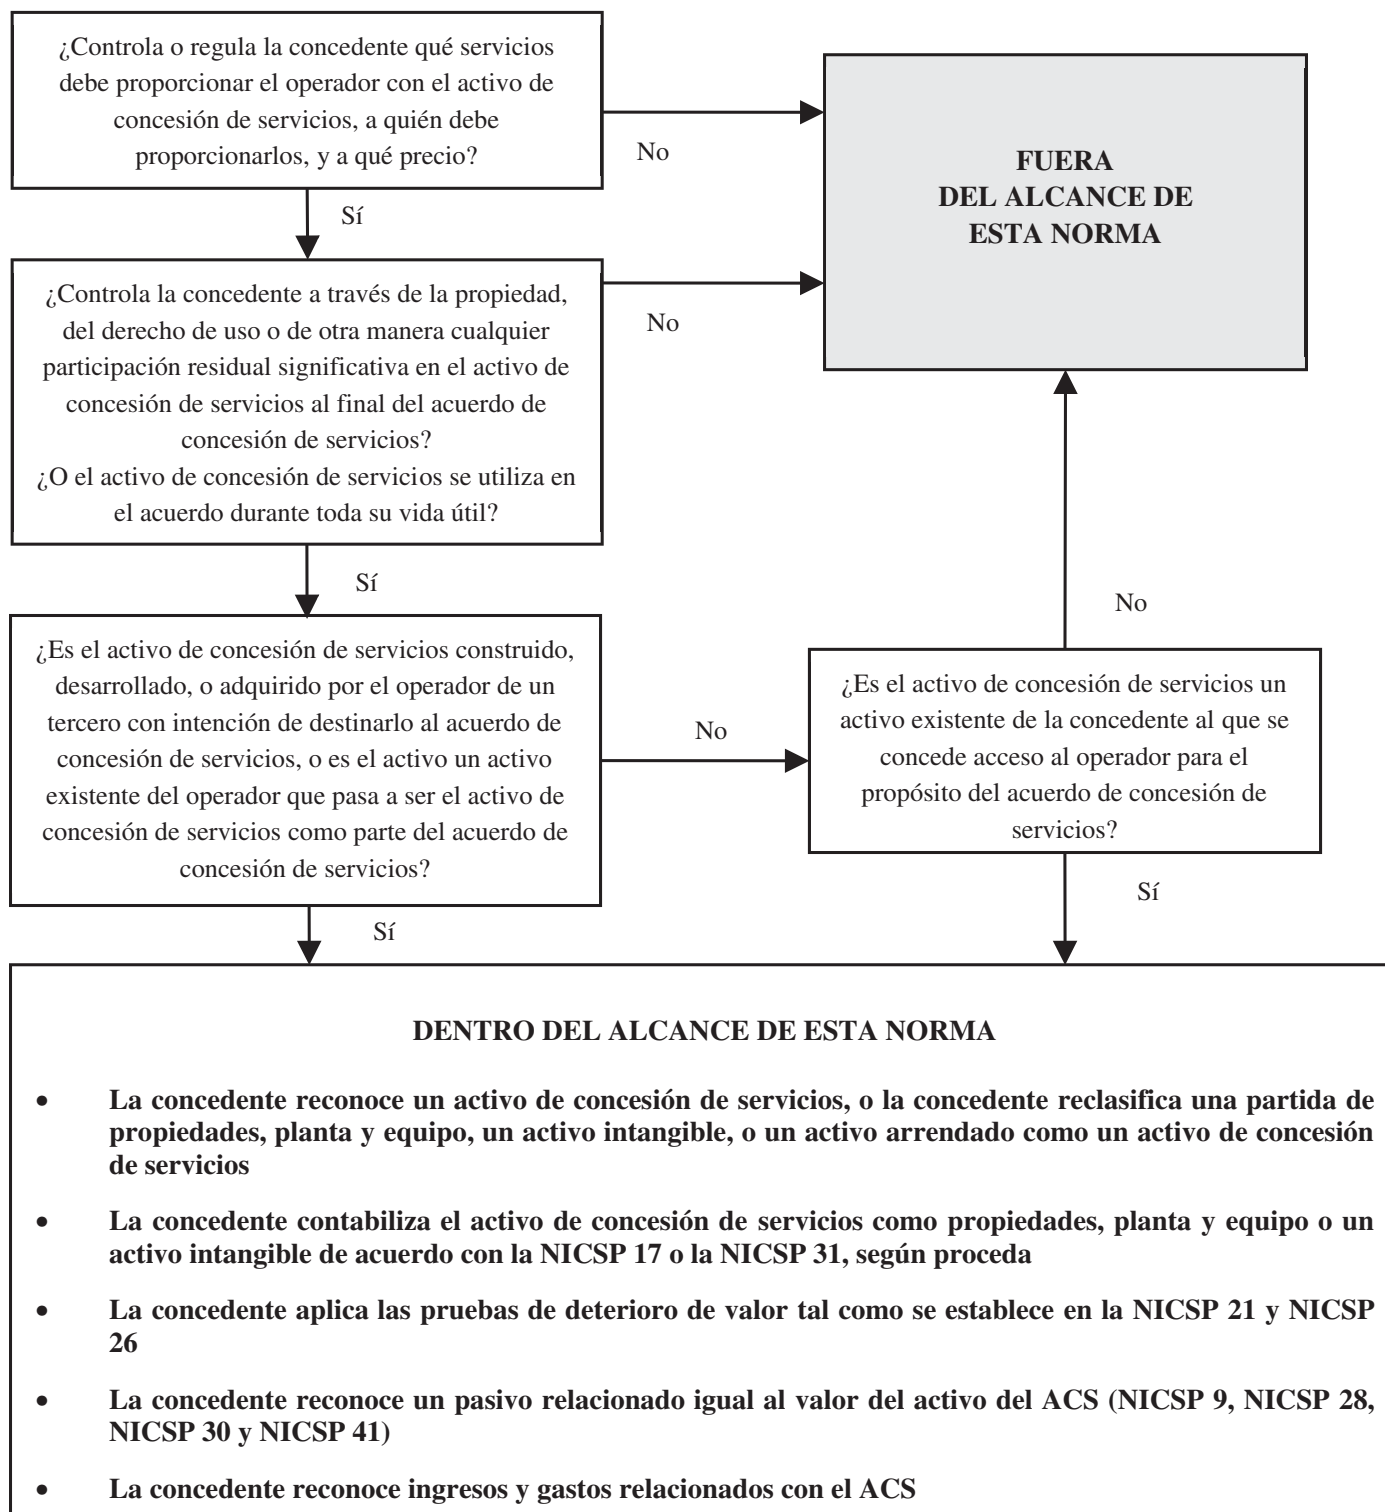 ¿Controla o regula la concedente qué servicios
debe proporcionar el operador con el activo de
concesión de servicios, a quién debe
proporcionarlos, y a qué precio?
No
FUERA
DEL ALCANCE DE
ESTA NORMA
Sí
¿Controla la concedente a través de la propiedad,
del derecho de uso o de otra manera cualquier
participación residual significativa en el activo de
concesión de servicios al final del acuerdo de
concesión de servicios?
¿O el activo de concesión de servicios se utiliza en
el acuerdo durante toda su vida útil?
No
Sí
¿Es el activo de concesión de servicios construido,
desarrollado, o adquirido por el operador de un
tercero con intención de destinarlo al acuerdo de
concesión de servicios, o es el activo un activo
existente del operador que pasa a ser el activo de
concesión de servicios como parte del acuerdo de
concesión de servicios?
No
No
¿Es el activo de concesión de servicios un
activo existente de la concedente al que se
concede acceso al operador para el
propósito del acuerdo de concesión de
servicios?
Sí
Sí
DENTRO DEL ALCANCE DE ESTA NORMA
• La concedente reconoce un activo de concesión de servicios, o la concedente reclasifica una partida de
propiedades, planta y equipo, un activo intangible, o un activo arrendado como un activo de concesión
de servicios
• La concedente contabiliza el activo de concesión de servicios como propiedades, planta y equipo o un
activo intangible de acuerdo con la NICSP 17 o la NICSP 31, según proceda
• La concedente aplica las pruebas de deterioro de valor tal como se establece en la NICSP 21 y NICSP
26
• La concedente reconoce un pasivo relacionado igual al valor del activo del ACS (NICSP 9, NICSP 28,
NICSP 30 y NICSP 41)
• La concedente reconoce ingresos y gastos relacionados con el ACS